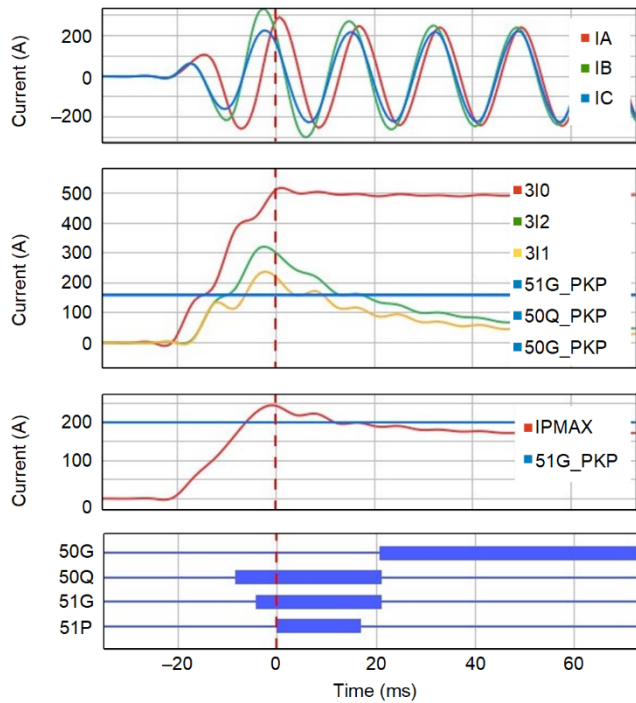 Current (A)
200
0
–200
IA
IB
IC
Current (A)
500
400
300
200
100
0
3I0
3I2
3I1
51G_PKP
50Q_PKP
50G_PKP
Current (A)
200
100
0
IPMAX
51G_PKP
50G
50Q
51G
51P
–20 0 20 40 60
Time (ms)